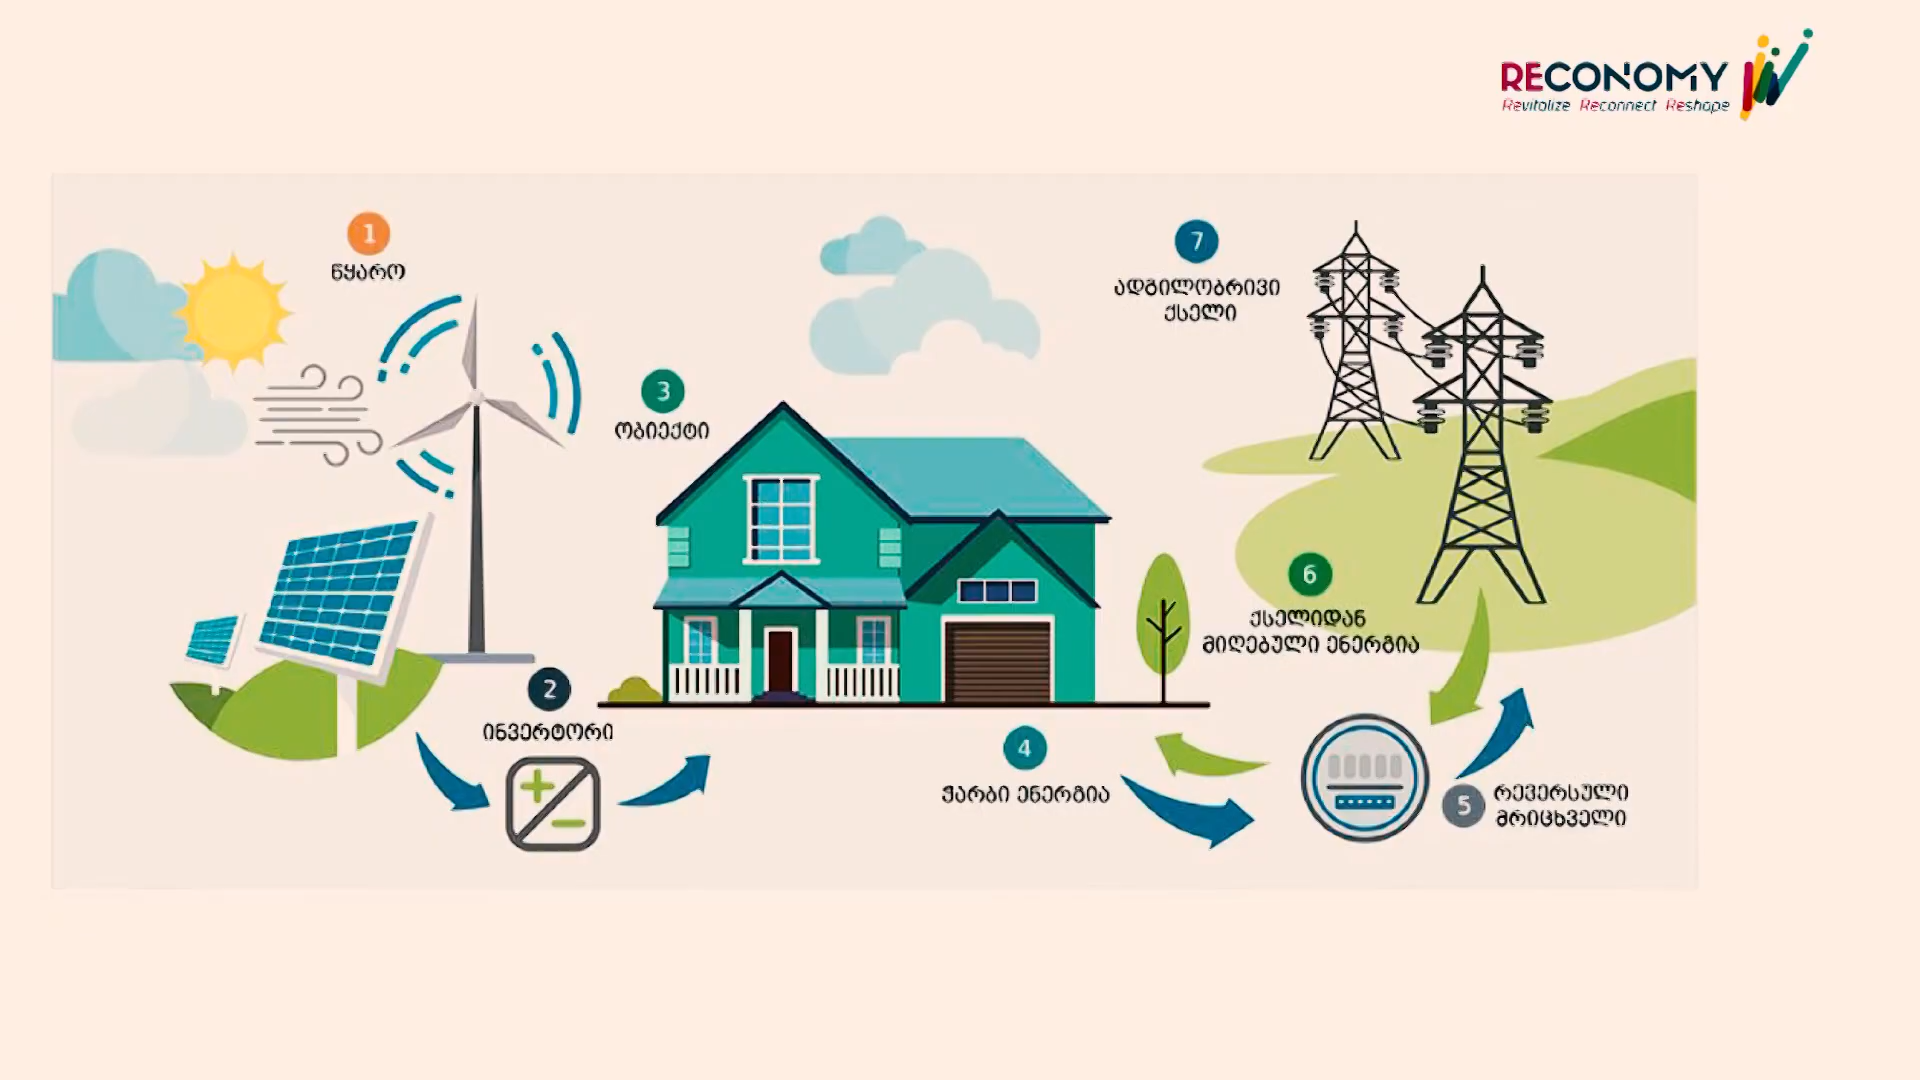 RECONOMY
Revitalize Reconnect Reshape
1
წყარო
7
ადგილობრივი
ქსელი
3
ობიექტი
6
ქსელიდან
მიღებული ენერგია
2
ინვერტორი
4
ჭარბი ენერგია
5
რევერსული
მრიცხველი